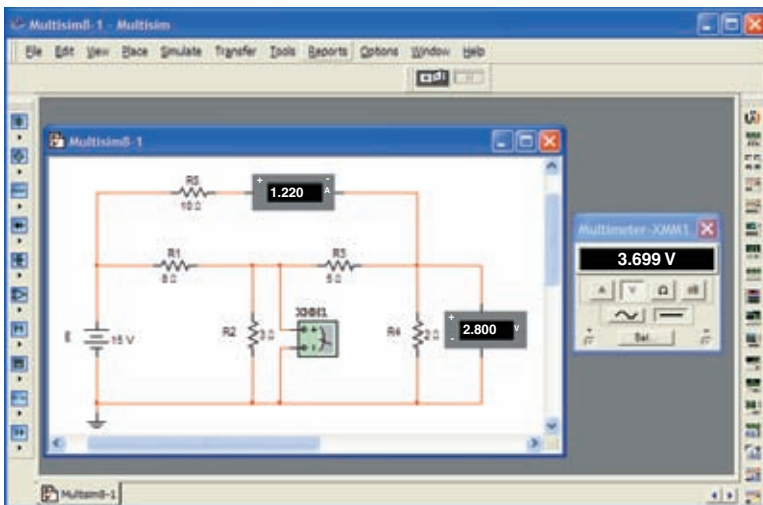 Multisim8-1 - Multisim
File Edit View Place Simulate Transfer Tools Reports Options Window Help
Multisim8-1
R5
+ 1.220 - A
10 Ω
R1
8 Ω
R3
5 Ω
XMM1
R2
3 Ω
R4
2 Ω
+ 2.800 - V
E
15 V
Multimeter-XMM1
3.699 V
A V Ω dB
+ -
Multisim8-1